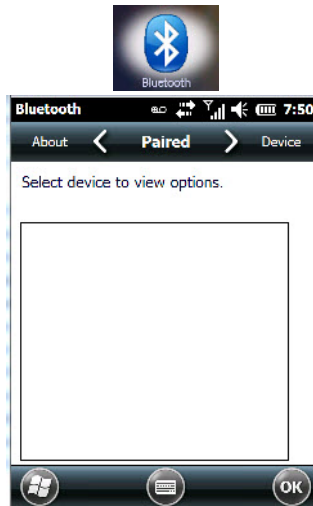 Bluetooth
Bluetooth 7:50
About Paired Device
Select device to view options.
OK